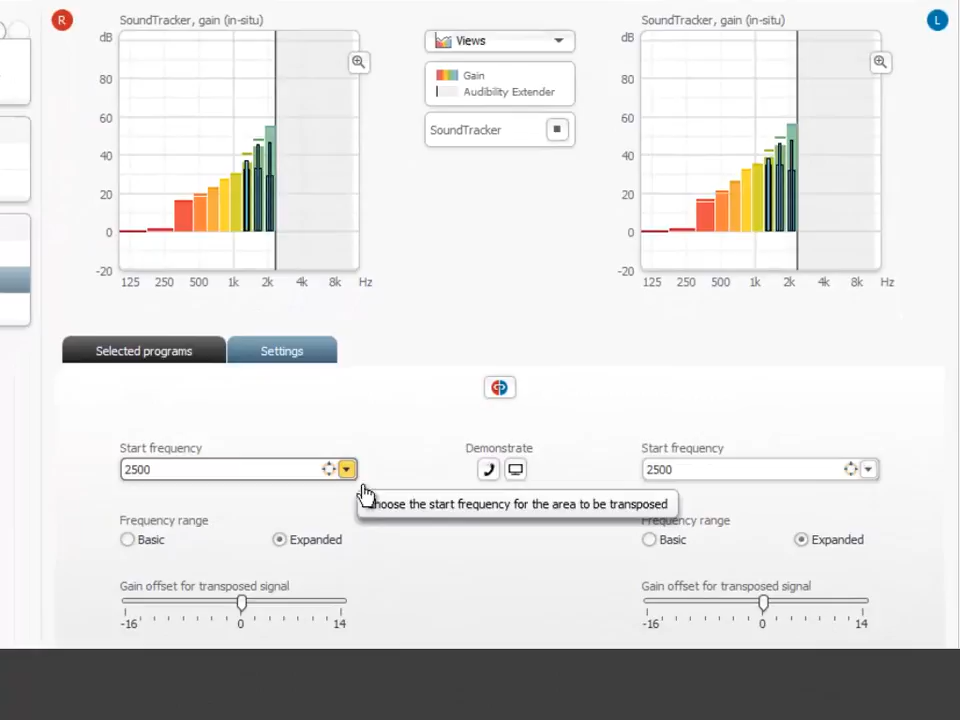 R
SoundTracker, gain (in-situ)
dB
80
60
40
20
0
-20
125 250 500 1k 2k 4k 8k Hz
Views
Gain
Audibility Extender
SoundTracker
SoundTracker, gain (in-situ)
L
dB
80
60
40
20
0
-20
125 250 500 1k 2k 4k 8k Hz
Selected programs
Settings
Start frequency
2500
Demonstrate
Start frequency
2500
hoose the start frequency for the area to be transposed
Frequency range
Basic
Expanded
Frequency range
Basic
Expanded
Gain offset for transposed signal
-16 0 14
Gain offset for transposed signal
-16 0 14